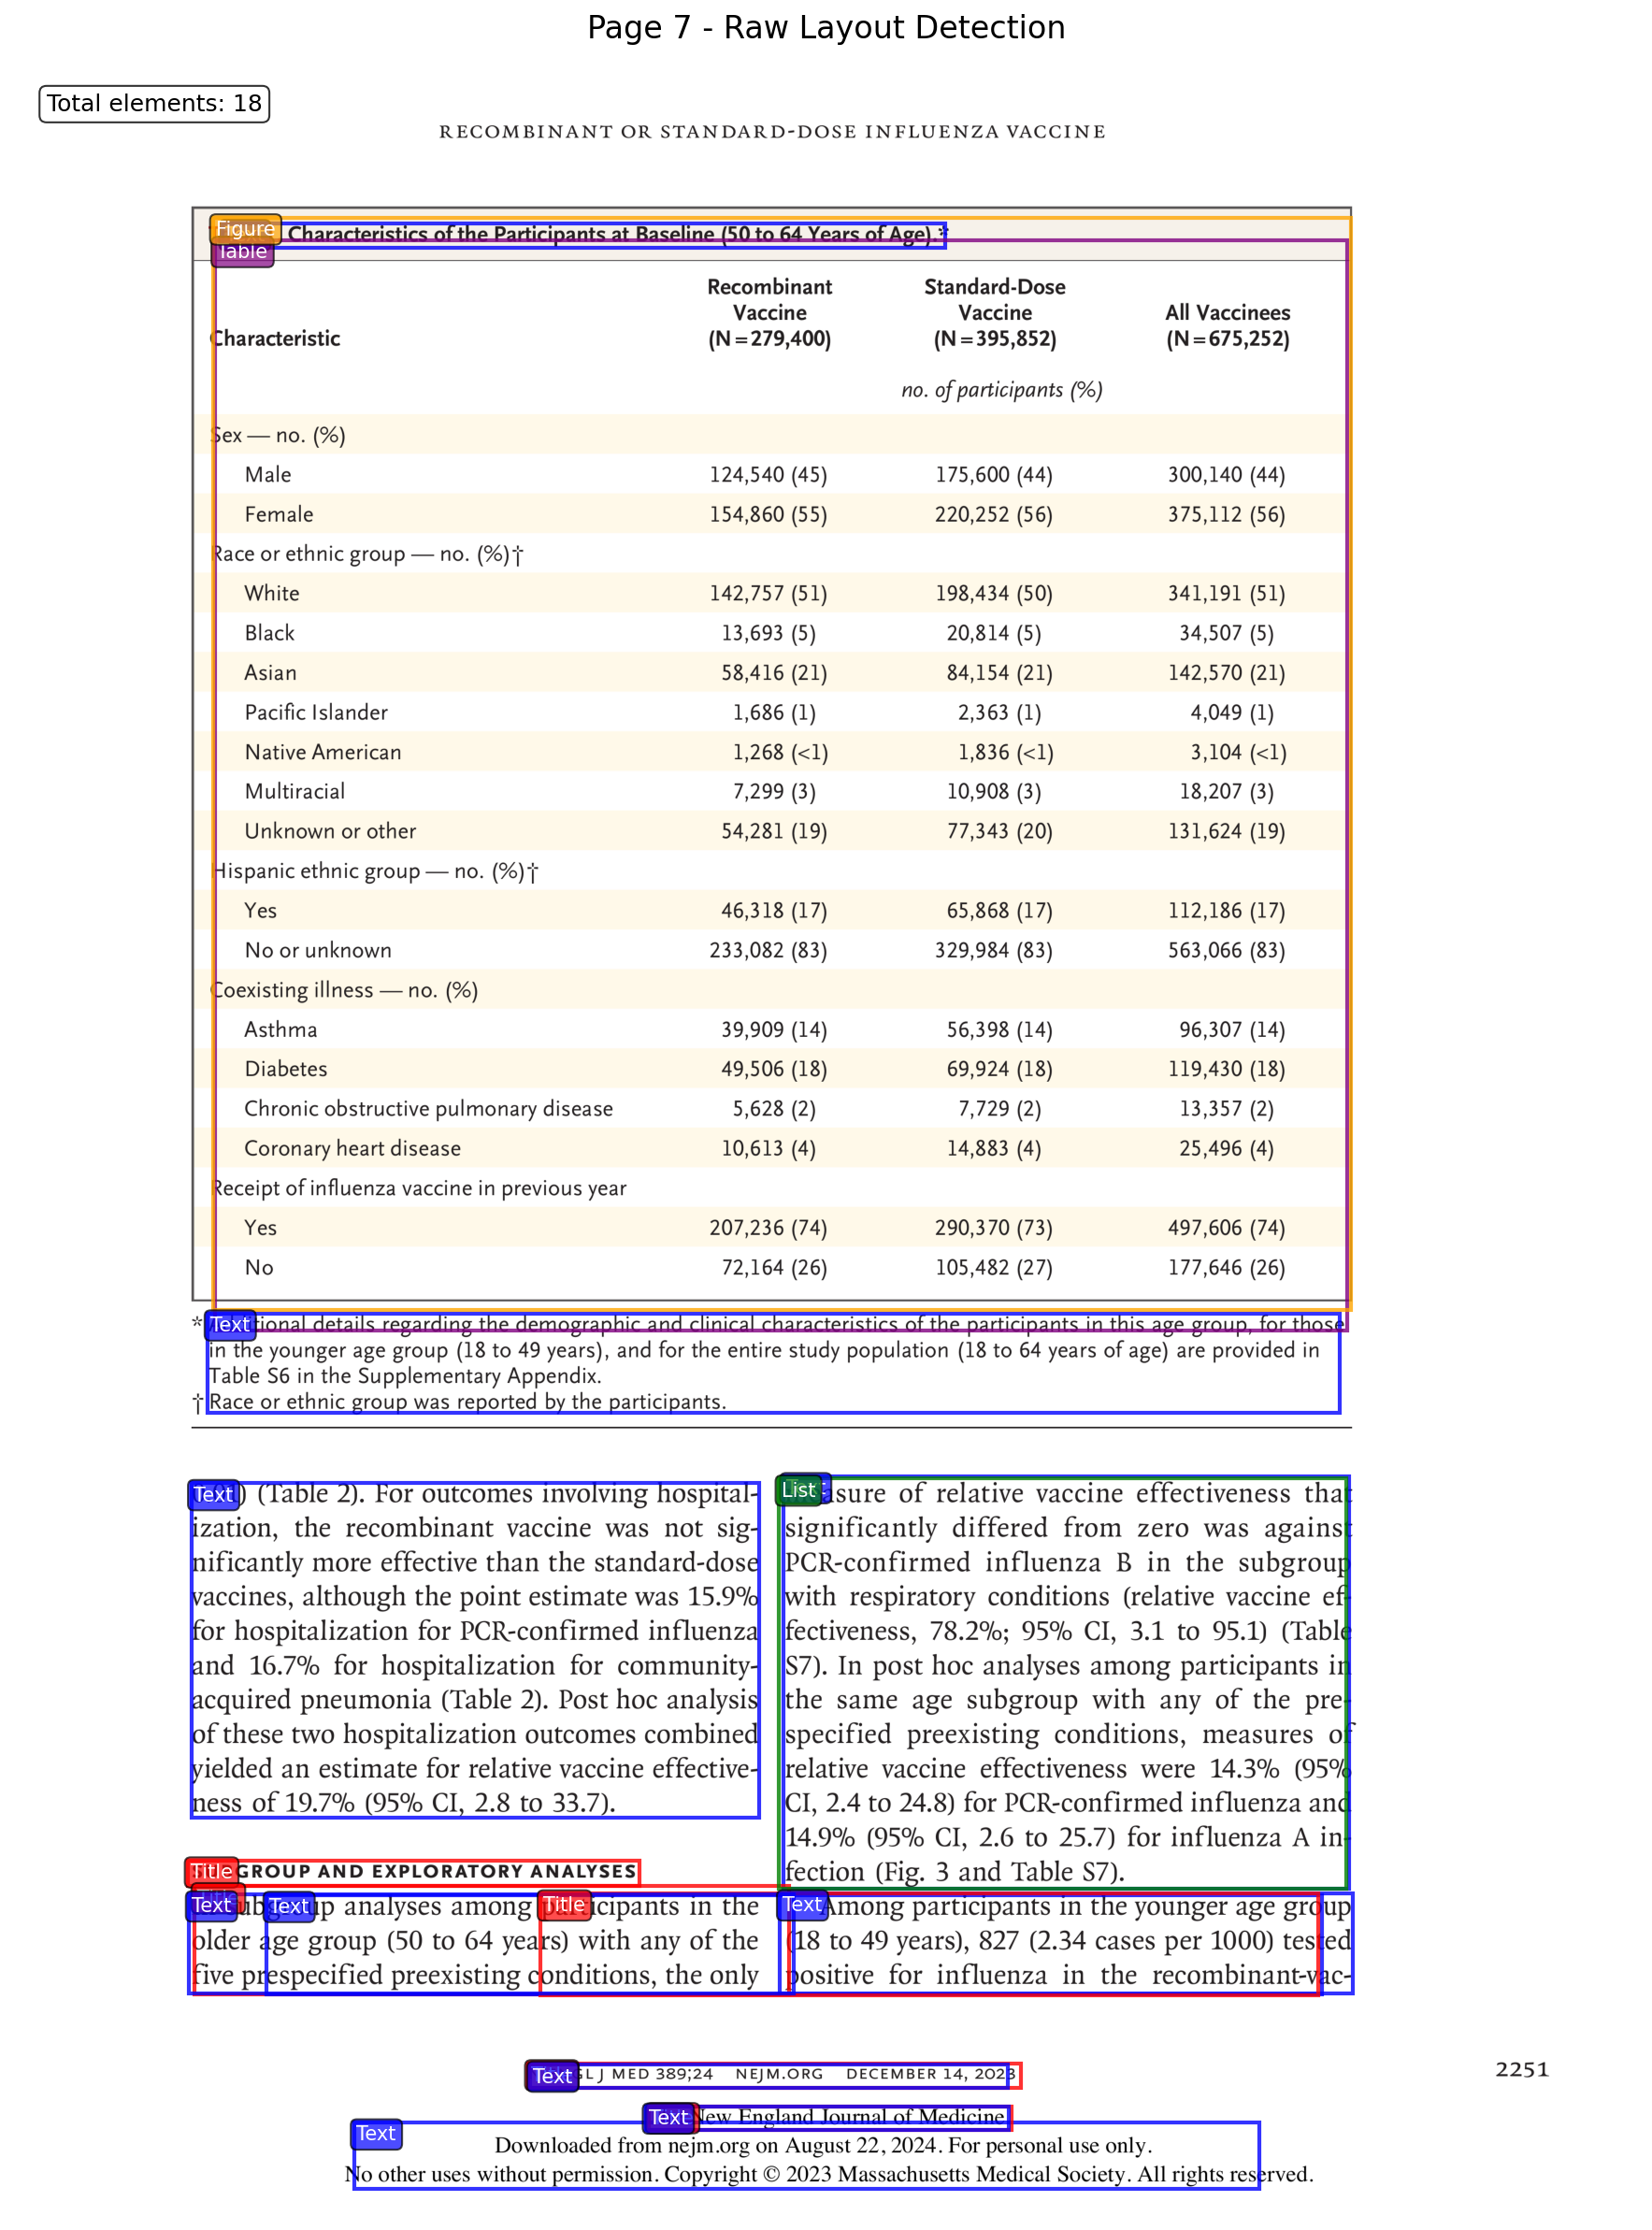 Page 7 - Raw Layout Detection
Total elements: 18
RECOMBINANT OR STANDARD-DOSE INFLUENZA VACCINE
Figure
Characteristics of the Participants at Baseline (50 to 64 Years of Age).*
Table
Characteristic Recombinant Vaccine (N=279,400) Standard-Dose Vaccine (N=395,852) All Vaccinees (N=675,252)
no. of participants (%)
Sex — no. (%)
Male 124,540 (45) 175,600 (44) 300,140 (44)
Female 154,860 (55) 220,252 (56) 375,112 (56)
Race or ethnic group — no. (%)†
White 142,757 (51) 198,434 (50) 341,191 (51)
Black 13,693 (5) 20,814 (5) 34,507 (5)
Asian 58,416 (21) 84,154 (21) 142,570 (21)
Pacific Islander 1,686 (1) 2,363 (1) 4,049 (1)
Native American 1,268 (<1) 1,836 (<1) 3,104 (<1)
Multiracial 7,299 (3) 10,908 (3) 18,207 (3)
Unknown or other 54,281 (19) 77,343 (20) 131,624 (19)
Hispanic ethnic group — no. (%)†
Yes 46,318 (17) 65,868 (17) 112,186 (17)
No or unknown 233,082 (83) 329,984 (83) 563,066 (83)
Coexisting illness — no. (%)
Asthma 39,909 (14) 56,398 (14) 96,307 (14)
Diabetes 49,506 (18) 69,924 (18) 119,430 (18)
Chronic obstructive pulmonary disease 5,628 (2) 7,729 (2) 13,357 (2)
Coronary heart disease 10,613 (4) 14,883 (4) 25,496 (4)
Receipt of influenza vaccine in previous year
Yes 207,236 (74) 290,370 (73) 497,606 (74)
No 72,164 (26) 105,482 (27) 177,646 (26)
Text
* details regarding the demographic and clinical characteristics of the participants in this age group, for those
in the younger age group (18 to 49 years), and for the entire study population (18 to 64 years of age) are provided in
Table S6 in the Supplementary Appendix.
† Race or ethnic group was reported by the participants.
Text
) (Table 2). For outcomes involving hospital-
ization, the recombinant vaccine was not sig-
nificantly more effective than the standard-dose
vaccines, although the point estimate was 15.9%
for hospitalization for PCR-confirmed influenza
and 16.7% for hospitalization for community-
acquired pneumonia (Table 2). Post hoc analysis
of these two hospitalization outcomes combined
yielded an estimate for relative vaccine effective-
ness of 19.7% (95% CI, 2.8 to 33.7).
Title
GROUP AND EXPLORATORY ANALYSES
Title
Text
Text
analyses among participants in the
Title
older age group (50 to 64 years) with any of the
five prespecified preexisting conditions, the only
List
measure of relative vaccine effectiveness that
significantly differed from zero was against
PCR-confirmed influenza B in the subgroup
with respiratory conditions (relative vaccine ef-
fectiveness, 78.2%; 95% CI, 3.1 to 95.1) (Table
S7). In post hoc analyses among participants in
the same age subgroup with any of the pre-
specified preexisting conditions, measures of
relative vaccine effectiveness were 14.3% (95%
CI, 2.4 to 24.8) for PCR-confirmed influenza and
14.9% (95% CI, 2.6 to 25.7) for influenza A in-
fection (Fig. 3 and Table S7).
Text
Among participants in the younger age group
(18 to 49 years), 827 (2.34 cases per 1000) tested
positive for influenza in the recombinant-vac-
Text
J MED 389;24 NEJM.ORG DECEMBER 14, 2023
2251
Text
New England Journal of Medicine
Text
Downloaded from nejm.org on August 22, 2024. For personal use only.
No other uses without permission. Copyright © 2023 Massachusetts Medical Society. All rights reserved.